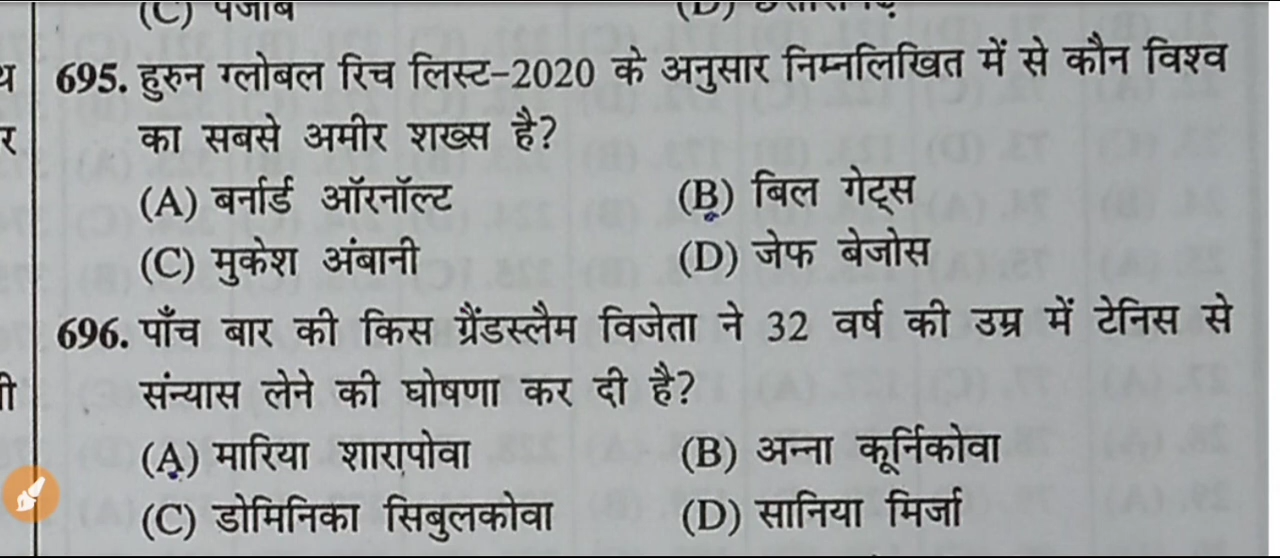 (C) पंजाब
695. हुरुन ग्लोबल रिच लिस्ट-2020 के अनुसार निम्नलिखित में से कौन विश्व
का सबसे अमीर शख्स है?
(A) बर्नार्ड ऑरनॉल्ट (B) बिल गेट्स
(C) मुकेश अंबानी (D) जेफ बेजोस
696. पाँच बार की किस ग्रैंडस्लैम विजेता ने 32 वर्ष की उम्र में टेनिस से
संन्यास लेने की घोषणा कर दी है?
(A) मारिया शारापोवा (B) अन्ना कूर्निकोवा
(C) डोमिनिका सिबुलकोवा (D) सानिया मिर्जा